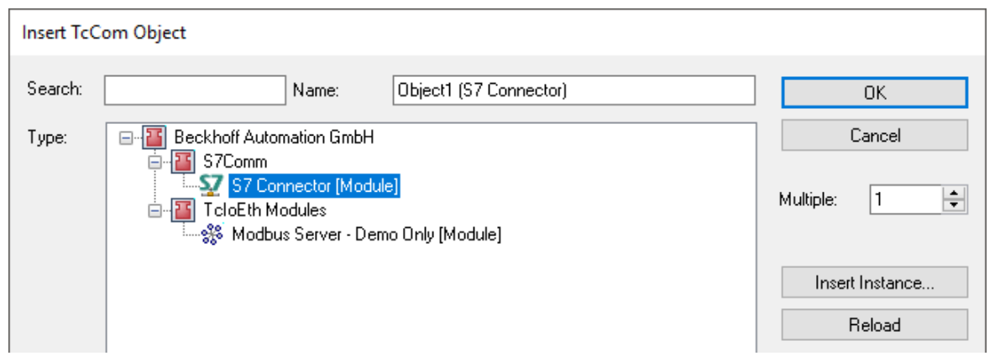 Insert TcCom Object
Search:
Name:
Object1 (S7 Connector)
OK
Type:
Beckhoff Automation GmbH
Cancel
S7Comm
S7 S7 Connector [Module]
Multiple:
1
TcIoEth Modules
Modbus Server - Demo Only [Module]
Insert Instance...
Reload